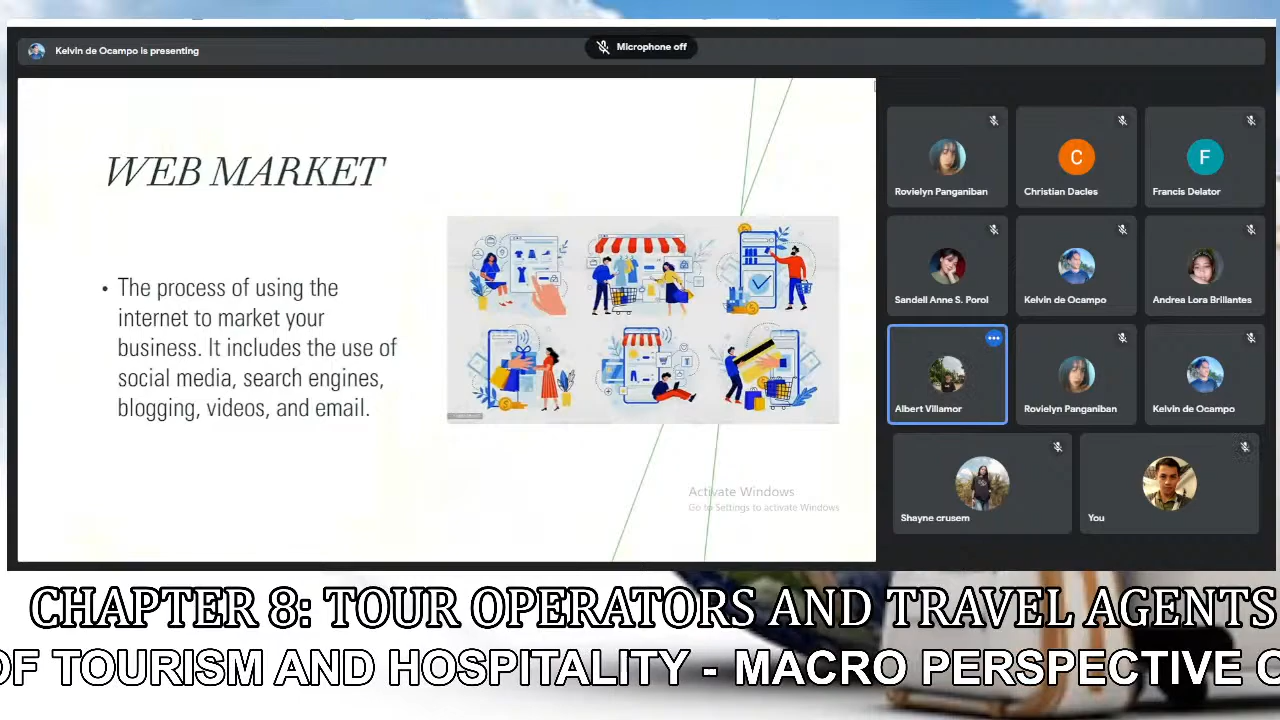 Kelvin de Ocampo is presenting
Microphone off
WEB MARKET
• The process of using the
internet to market your
business. It includes the use of
social media, search engines,
blogging, videos, and email.
Activate Windows
Go to Settings to activate Windows
Rovielyn Panganiban
C
Christian Dacles
F
Francis Delator
Sandell Anne S. Porol
Kelvin de Ocampo
Andrea Lora Brillantes
Albert Villamor
Rovielyn Panganiban
Kelvin de Ocampo
Shayne crusem
You
CHAPTER 8: TOUR OPERATORS AND TRAVEL AGENTS
OF TOURISM AND HOSPITALITY - MACRO PERSPECTIVE O